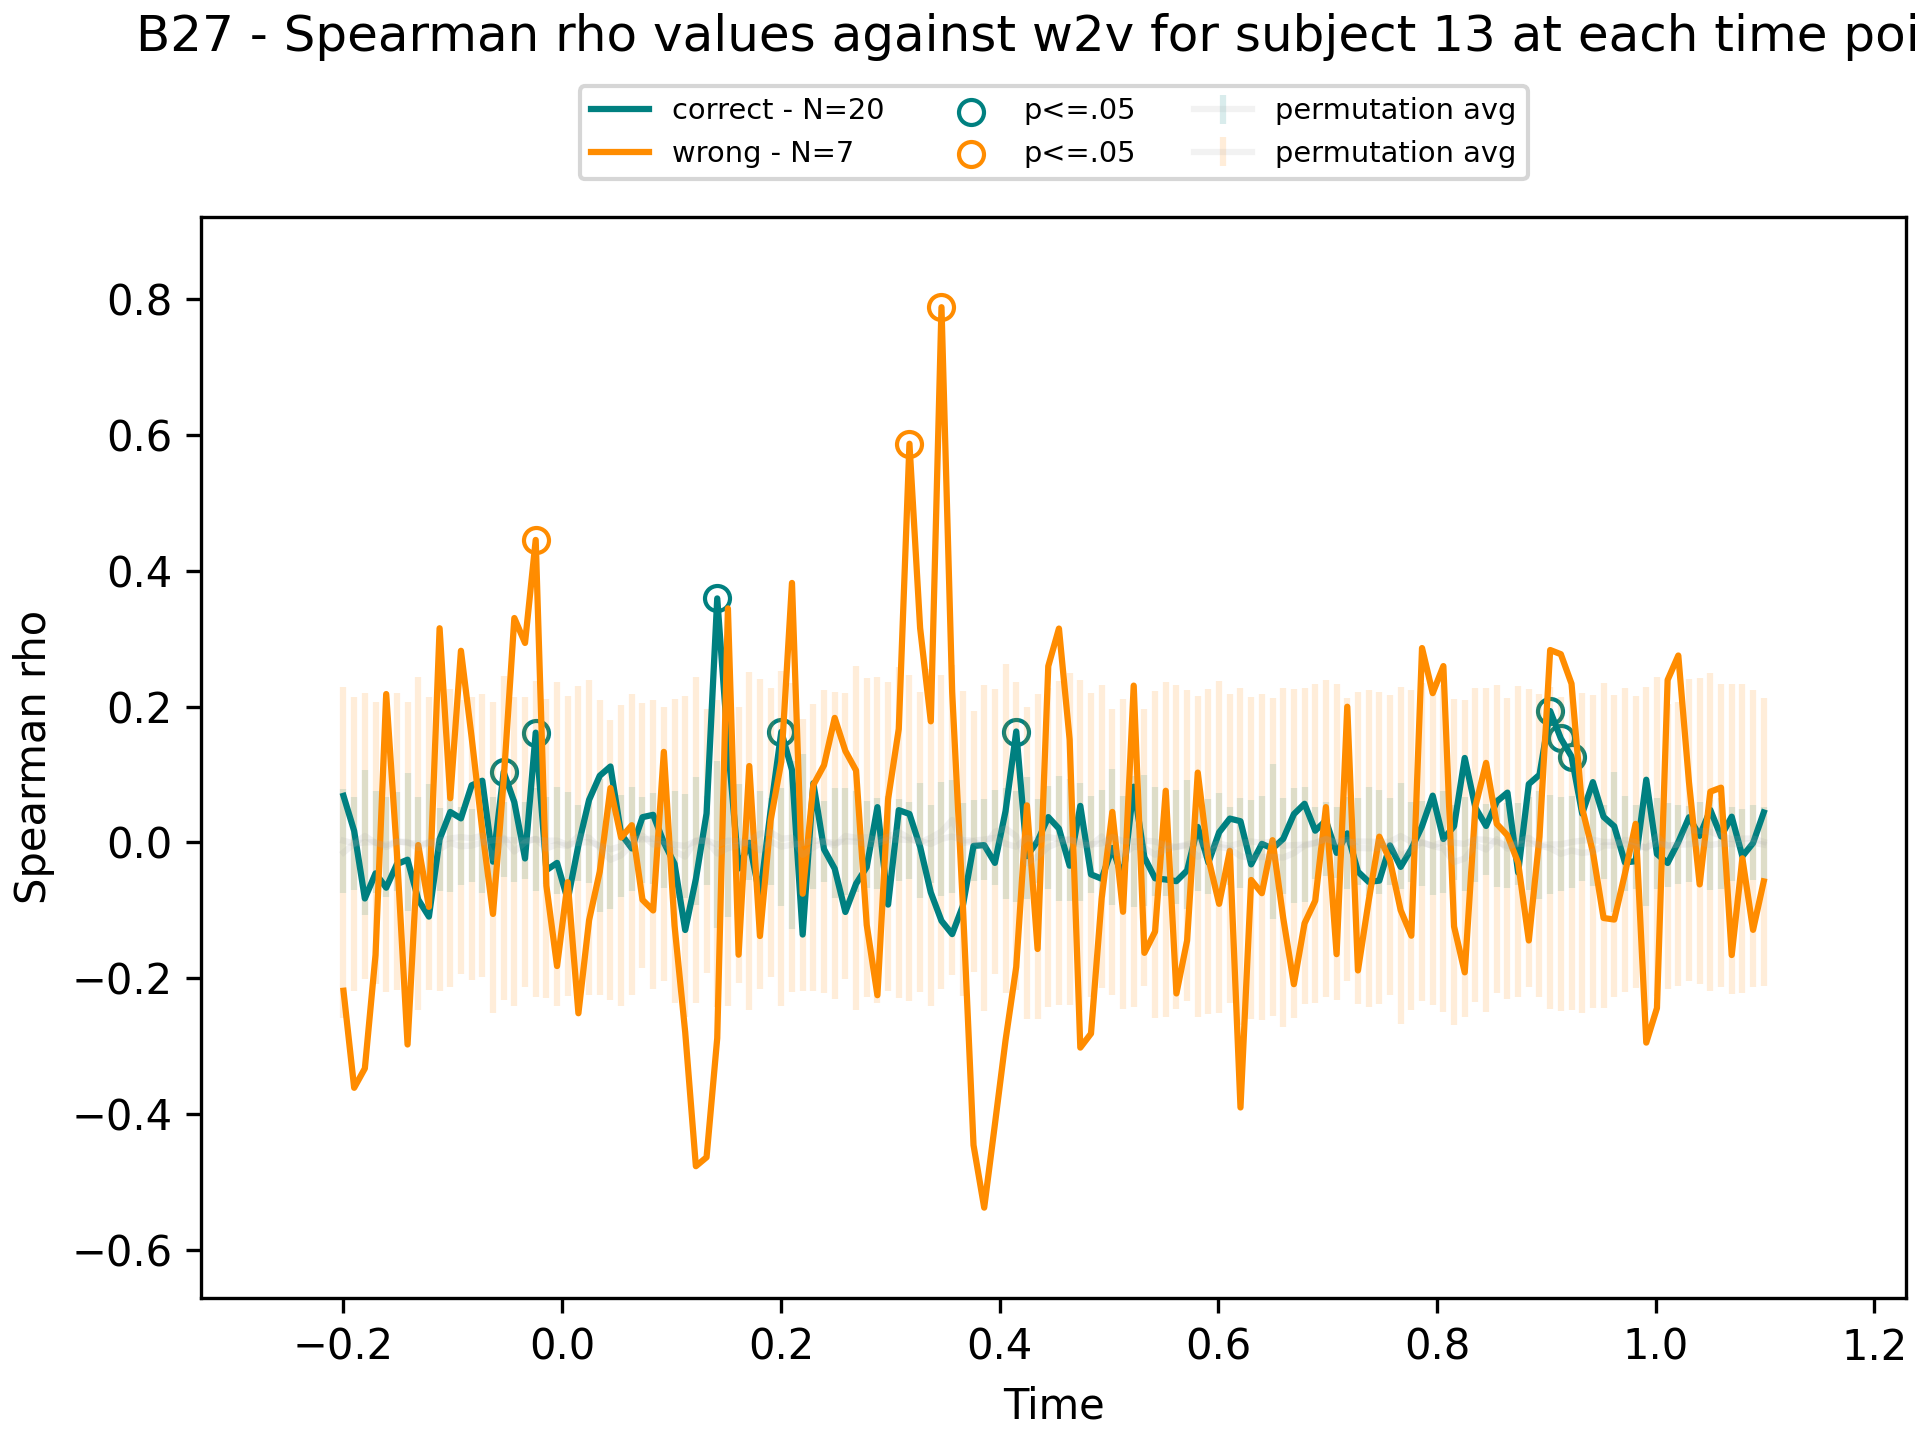 B27 - Spearman rho values against w2v for subject 13 at each time poi
correct - N=20
wrong - N=7
p<=.05
p<=.05
permutation avg
permutation avg
Spearman rho
0.8
0.6
0.4
0.2
0.0
−0.2
−0.4
−0.6
−0.2
0.0
0.2
0.4
0.6
0.8
1.0
1.2
Time